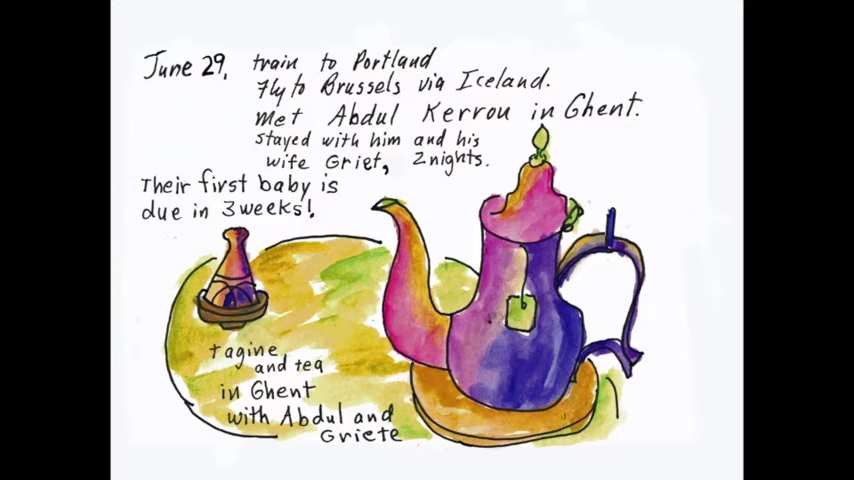 June 29, train to Portland
Fly to Brussels via Iceland.
Met Abdul Kerrou in Ghent.
stayed with him and his
wife Griet, 2 nights.
Their first baby is
due in 3 weeks!
tagine
and tea
in Ghent
with Abdul and
Griete